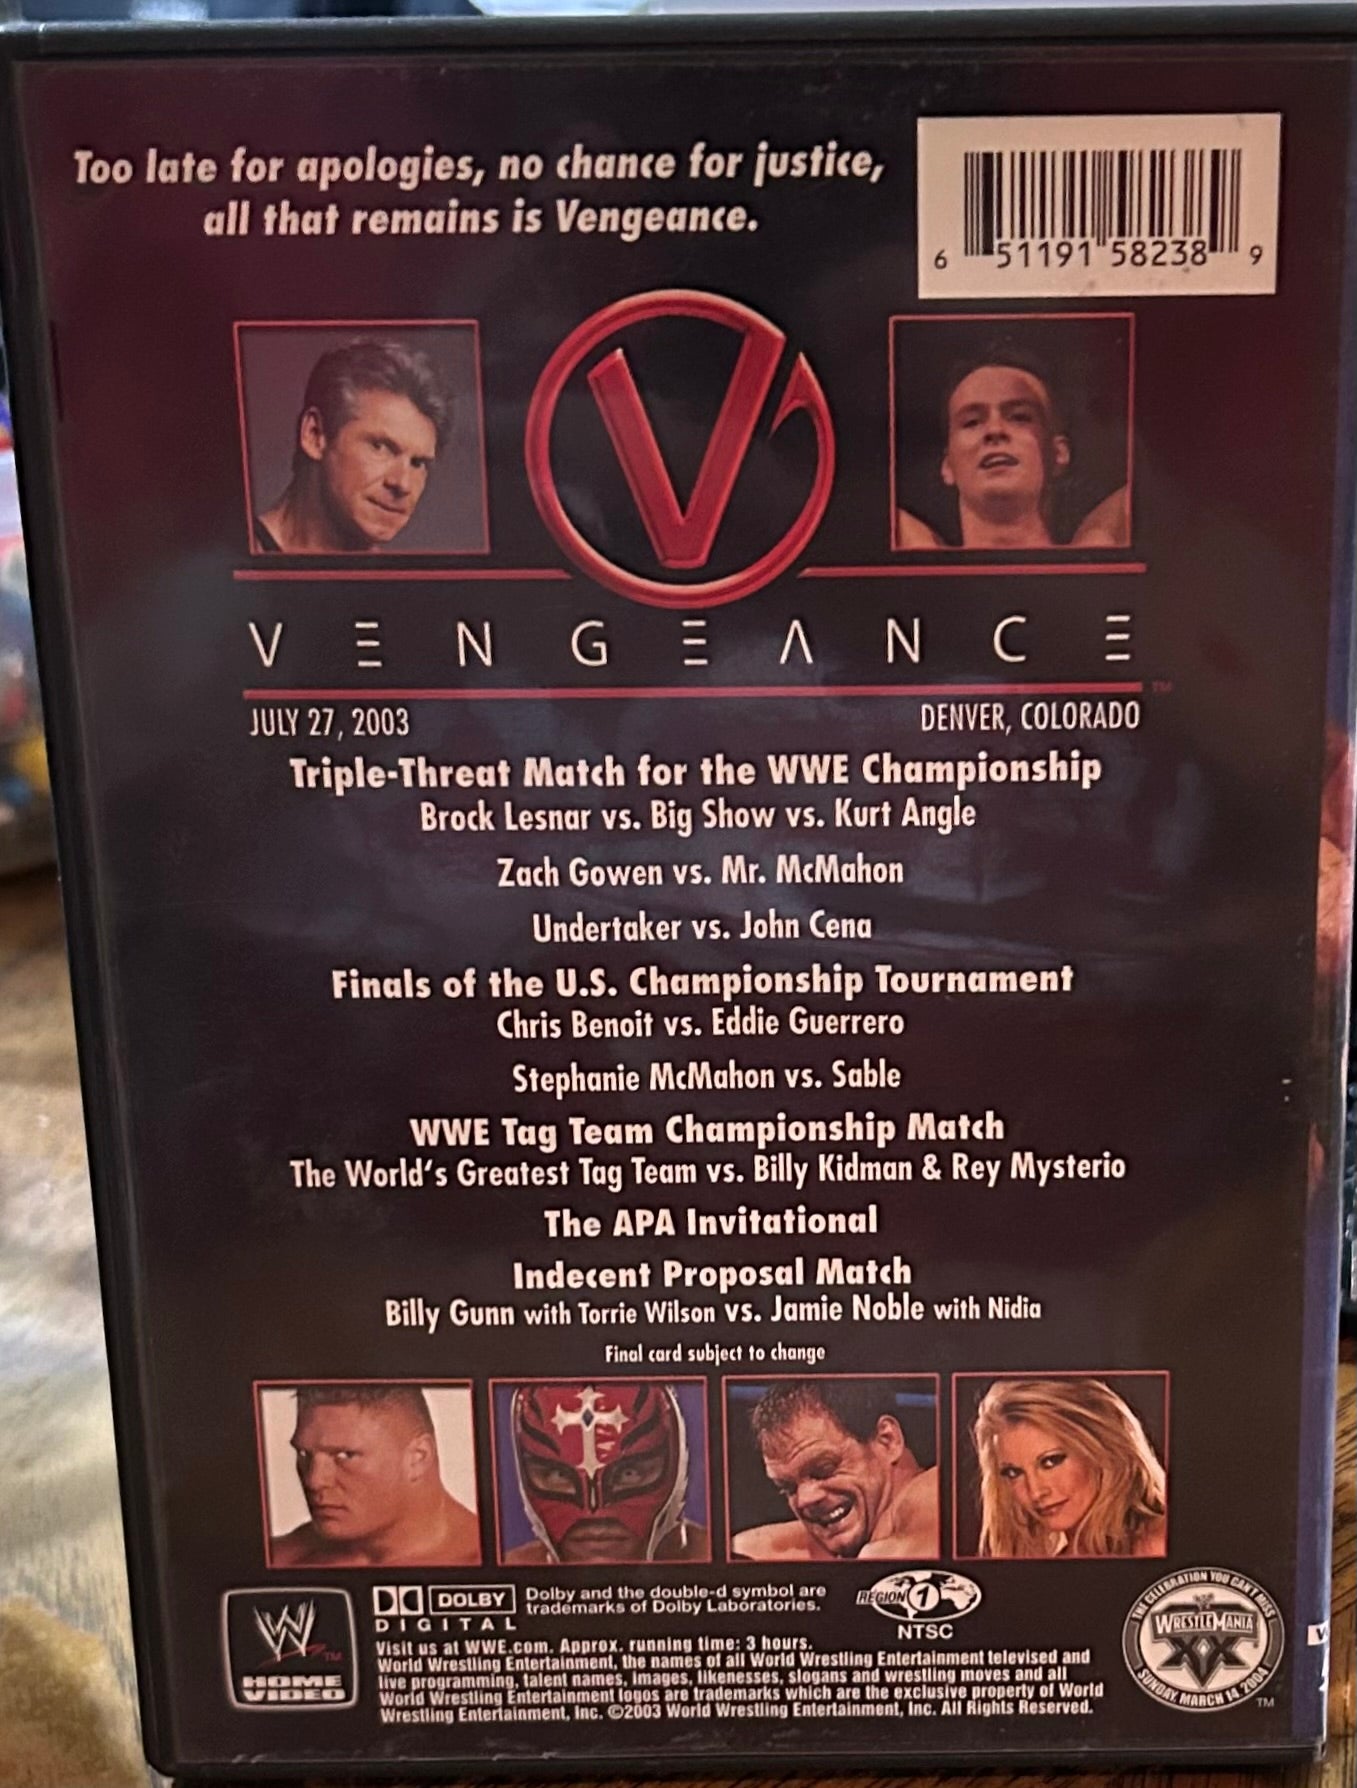 Too late for apologies, no chance for justice,
all that remains is Vengeance.
6 51191 58238 9
V
VENGEANCE
TM
JULY 27, 2003
DENVER, COLORADO
Triple-Threat Match for the WWE Championship
Brock Lesnar vs. Big Show vs. Kurt Angle
Zach Gowen vs. Mr. McMahon
Undertaker vs. John Cena
Finals of the U.S. Championship Tournament
Chris Benoit vs. Eddie Guerrero
Stephanie McMahon vs. Sable
WWE Tag Team Championship Match
The World's Greatest Tag Team vs. Billy Kidman & Rey Mysterio
The APA Invitational
Indecent Proposal Match
Billy Gunn with Torrie Wilson vs. Jamie Noble with Nidia
Final card subject to change
W
TM
HOME
VIDEO
DOLBY
DIGITAL
Dolby and the double-d symbol are
trademarks of Dolby Laboratories.
REGION 1
NTSC
Visit us at WWE.com. Approx. running time: 3 hours.
World Wrestling Entertainment, the names of all World Wrestling Entertainment televised and
live programming, talent names, images, likenesses, slogans and wrestling moves and all
World Wrestling Entertainment logos are trademarks which are the exclusive property of World
Wrestling Entertainment, Inc. ©2003 World Wrestling Entertainment, Inc. All Rights Reserved.
THE CELEBRATION YOU CAN'T MISS
WRESTLEMANIA
XX
SUNDAY, MARCH 14, 2004
TM